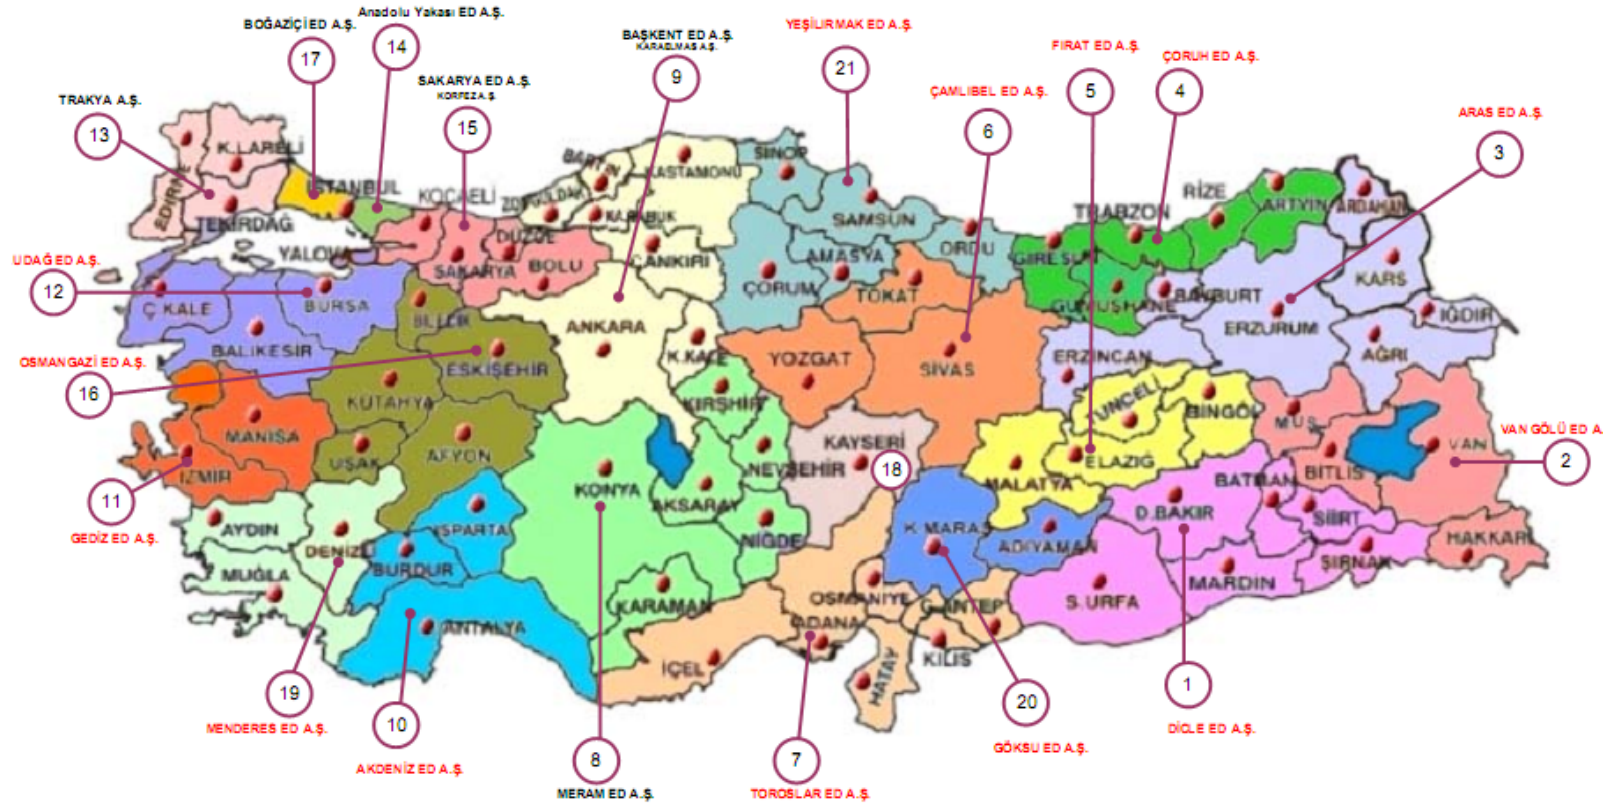 BOĞAZİÇİ ED A.Ş.
17
Anadolu Yakası ED A.Ş.
14
SAKARYA ED A.Ş.
KORFEZ A.Ş.
15
BAŞKENT ED A.Ş.
KARAELMAS A.Ş.
9
YEŞİLIRMAK ED A.Ş.
21
ÇAMLIBEL ED A.Ş.
6
FIRAT ED A.Ş.
5
ÇORUH ED A.Ş.
4
ARAS ED A.Ş.
3
TRAKYA A.Ş.
13
UDAĞ ED A.Ş.
12
OSMANGAZİ ED A.Ş.
16
11
GEDİZ ED A.Ş.
VAN GÖLÜ ED A.
2
K.LARELİ
EDİRNE
TEKİRDAĞ
İSTANBUL
KOCAELİ
YALOVA
SAKARYA
DÜZCE
BOLU
ZONGULDAK
BARTIN
KARABUK
KASTAMONU
ÇANKIRI
SİNOP
SAMSUN
AMASYA
ÇORUM
ORDU
TOKAT
GİRESUN
TRABZON
GÜMÜŞHANE
RİZE
ARTVİN
ARDAHAN
BAYBURT
KARS
IĞDIR
ERZURUM
AĞRI
ERZİNCAN
Ç.KALE
BURSA
BALIKESİR
BİLECİK
ESKİŞEHİR
KÜTAHYA
ANKARA
K.KALE
KIRŞHİR
YOZGAT
SİVAS
TUNCELİ
BİNGÖL
MUŞ
VAN
BİTLİS
MANİSA
İZMİR
UŞAK
AFYON
KONYA
AKSARAY
NEVŞEHİR
KAYSERİ
18
NİĞDE
MALATYA
ELAZIĞ
D.BAKIR
BATMAN
SİİRT
ŞIRNAK
HAKKARİ
AYDIN
DENİZLİ
MUĞLA
BURDUR
ISPARTA
ANTALYA
KARAMAN
İÇEL
ADANA
OSMANİYE
K.MARAŞ
ADIYAMAN
G.ANTEP
KİLİS
HATAY
Ş.URFA
MARDİN
19
MENDERES ED A.Ş.
10
AKDENİZ ED A.Ş.
8
MERAM ED A.Ş.
7
TOROSLAR ED A.Ş.
20
GÖKSU ED A.Ş.
1
DİCLE ED A.Ş.